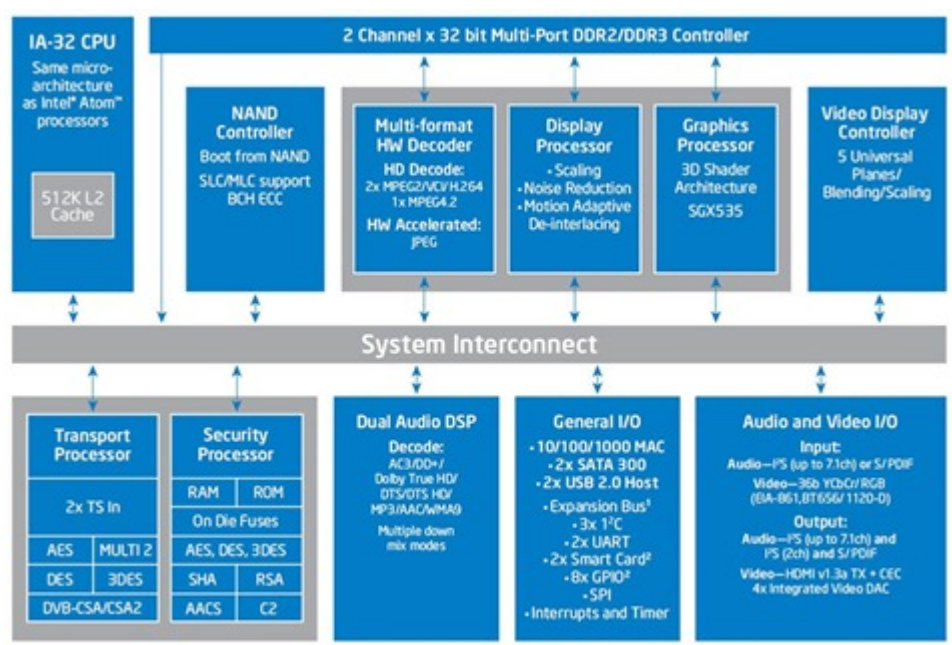 IA-32 CPU
Same micro-
architecture
as Intel® Atom™
processors
512K L2
Cache
2 Channel x 32 bit Multi-Port DDR2/DDR3 Controller
NAND
Controller
Boot from NAND
SLC/MLC support
BCH ECC
Multi-format
HW Decoder
HD Decode:
2x MPEG2/VCI/H.264
1x MPEG4.2
HW Accelerated:
JPEG
Display
Processor
•Scaling
•Noise Reduction
•Motion Adaptive
De-interlacing
Graphics
Processor
3D Shader
Architecture
SGX535
Video Display
Controller
5 Universal
Planes/
Blending/Scaling
System Interconnect
Transport
Processor
2x TS In
AES
MULTI 2
DES
3DES
DVB-CSA/CSA2
Security
Processor
RAM
ROM
On Die Fuses
AES, DES, 3DES
SHA
RSA
AACS
C2
Dual Audio DSP
Decode:
AC3/DD+/
Dolby True HD/
DTS/DTS HD/
MP3/AAC/WMA9
Multiple down
mix modes
General I/O
•10/100/1000 MAC
•2x SATA 300
•2x USB 2.0 Host
•Expansion Bus¹
•3x I²C
•2x UART
•2x Smart Card²
•8x GPIO²
•SPI
•Interrupts and Timer
Audio and Video I/O
Input:
Audio—I²S (up to 7.1ch) or S/PDIF
Video—36b YCbCr/RGB
(EIA-861,BT656/1120-D)
Output:
Audio—I²S (up to 7.1ch) and
I²S (2ch) and S/PDIF
Video—HDMI v1.3a TX + CEC
4x Integrated Video DAC